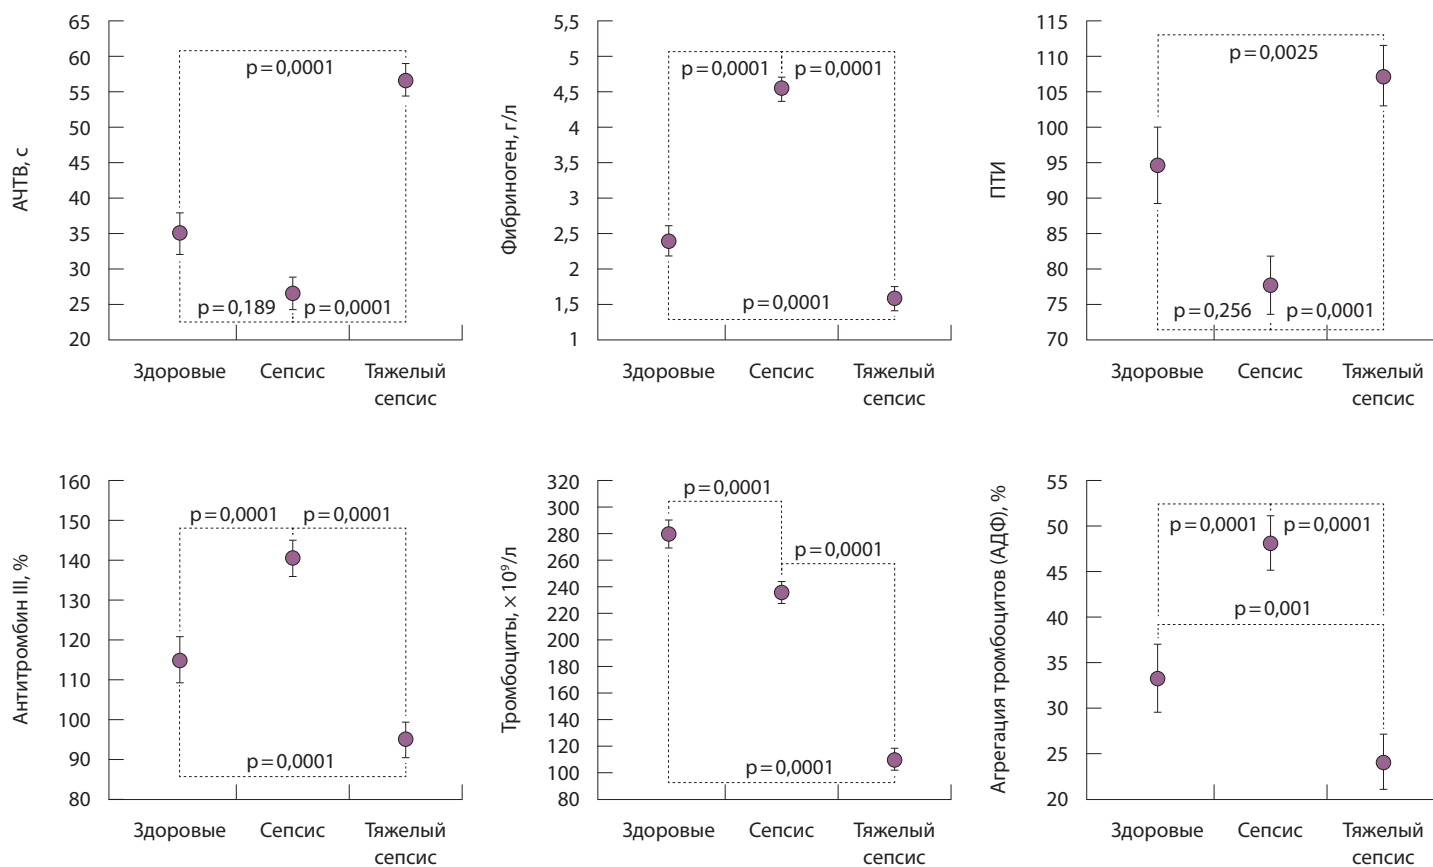 АЧТВ, с
65
60
55
50
45
40
35
30
25
20
p = 0,0001
p = 0,189
p = 0,0001
Здоровые
Сепсис
Тяжелый
сепсис
Фибриноген, г/л
5,5
5
4,5
4
3,5
3
2,5
2
1,5
1
p = 0,0001
p = 0,0001
p = 0,0001
Здоровые
Сепсис
Тяжелый
сепсис
ПТИ
115
110
105
100
95
90
85
80
75
70
p = 0,0025
p = 0,256
p = 0,0001
Здоровые
Сепсис
Тяжелый
сепсис
Антитромбин III, %
160
150
140
130
120
110
100
90
80
p = 0,0001
p = 0,0001
p = 0,0001
Здоровые
Сепсис
Тяжелый
сепсис
Тромбоциты, × 10⁹/л
320
300
280
260
240
220
200
180
160
140
120
100
80
p = 0,0001
p = 0,0001
p = 0,0001
Здоровые
Сепсис
Тяжелый
сепсис
Агрегация тромбоцитов (АДФ), %
55
50
45
40
35
30
25
20
p = 0,0001
p = 0,0001
p = 0,001
Здоровые
Сепсис
Тяжелый
сепсис